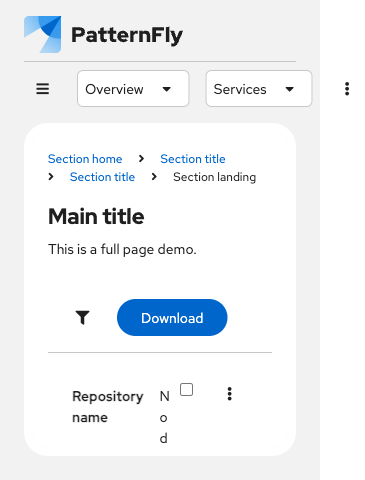 PatternFly
Overview Services
Section home Section title
Section title Section landing
Main title
This is a full page demo.
Download
Repository name N
o
d